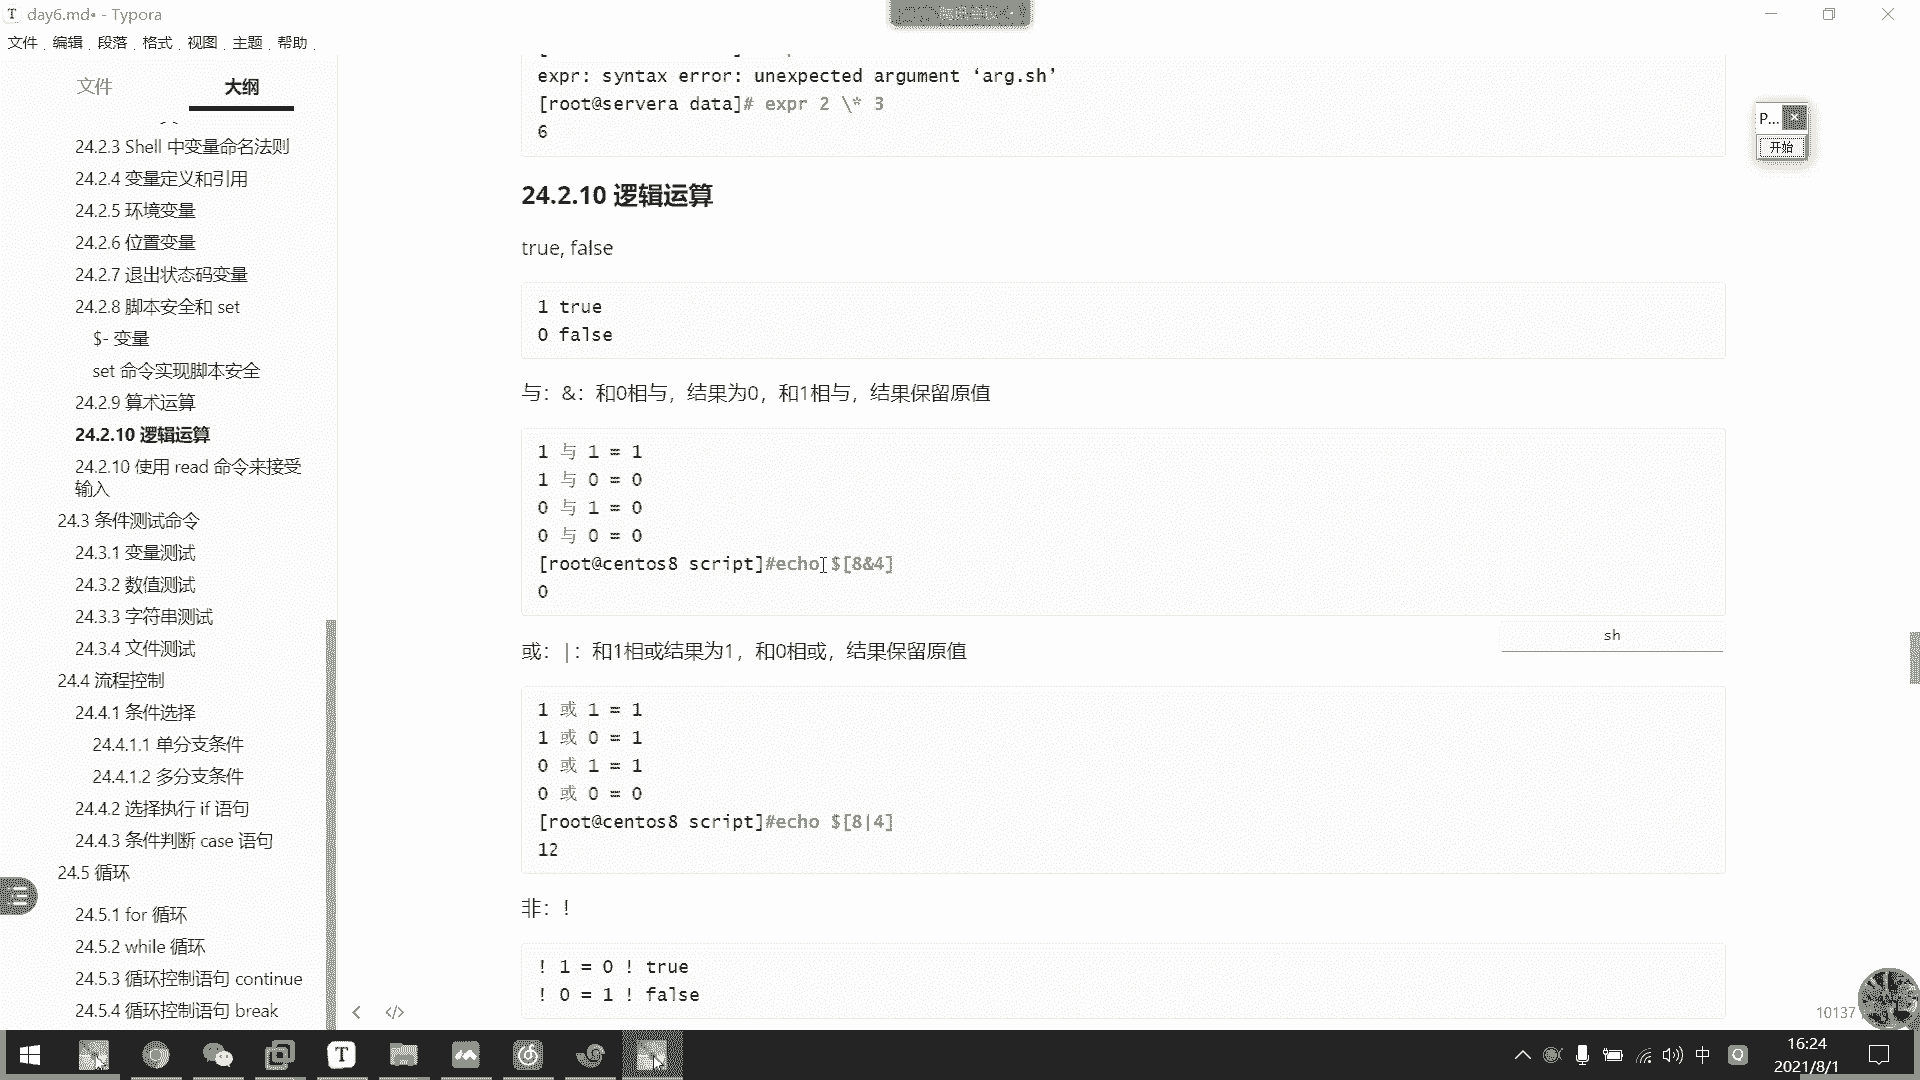 day6.md• - Typora
文件 编辑 段落 格式 视图 主题 帮助
文件 大纲
24.2.3 Shell 中变量命名法则
24.2.4 变量定义和引用
24.2.5 环境变量
24.2.6 位置变量
24.2.7 退出状态码变量
24.2.8 脚本安全和 set
$- 变量
set 命令实现脚本安全
24.2.9 算术运算
24.2.10 逻辑运算
24.2.10 使用 read 命令来接受
输入
24.3 条件测试命令
24.3.1 变量测试
24.3.2 数值测试
24.3.3 字符串测试
24.3.4 文件测试
24.4 流程控制
24.4.1 条件选择
24.4.1.1 单分支条件
24.4.1.2 多分支条件
24.4.2 选择执行 if 语句
24.4.3 条件判断 case 语句
24.5 循环
24.5.1 for 循环
24.5.2 while 循环
24.5.3 循环控制语句 continue
24.5.4 循环控制语句 break
expr: syntax error: unexpected argument ‘arg.sh’
[root@servera data]# expr 2 \* 3
6
24.2.10 逻辑运算
true, false
1 true
0 false
与：&：和0相与，结果为0，和1相与，结果保留原值
1 与 1 = 1
1 与 0 = 0
0 与 1 = 0
0 与 0 = 0
[root@centos8 script]#echo $[8&4]
0
sh
或：|：和1相或结果为1，和0相或，结果保留原值
1 或 1 = 1
1 或 0 = 1
0 或 1 = 1
0 或 0 = 0
[root@centos8 script]#echo $[8|4]
12
非：!
! 1 = 0 ! true
! 0 = 1 ! false
P...
开始
10137
中
16:24
2021/8/1